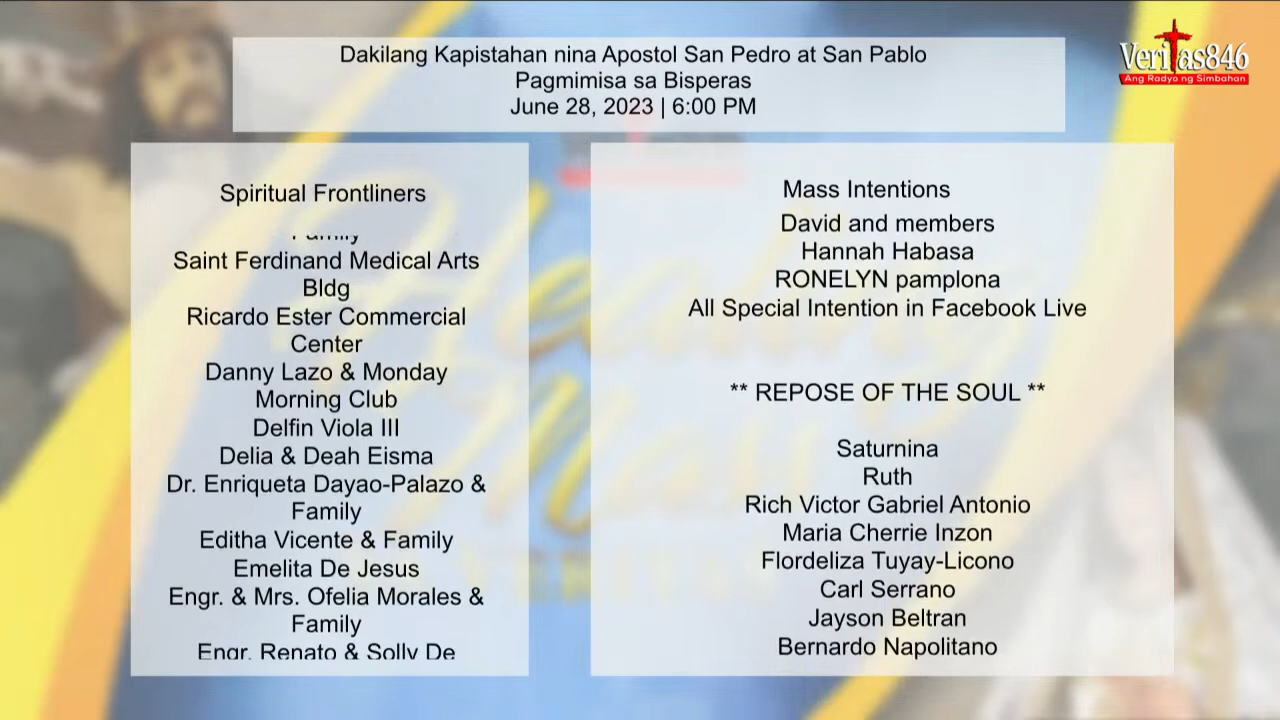 Dakilang Kapistahan nina Apostol San Pedro at San Pablo
Pagmimisa sa Bisperas
June 28, 2023 | 6:00 PM
Veritas846
Ang Radyo ng Simbahan
Spiritual Frontliners
Family
Saint Ferdinand Medical Arts
Bldg
Ricardo Ester Commercial
Center
Danny Lazo & Monday
Morning Club
Delfin Viola III
Delia & Deah Eisma
Dr. Enriqueta Dayao-Palazo &
Family
Editha Vicente & Family
Emelita De Jesus
Engr. & Mrs. Ofelia Morales &
Family
Engr. Renato & Solly De
Mass Intentions
David and members
Hannah Habasa
RONELYN pamplona
All Special Intention in Facebook Live
** REPOSE OF THE SOUL **
Saturnina
Ruth
Rich Victor Gabriel Antonio
Maria Cherrie Inzon
Flordeliza Tuyay-Licono
Carl Serrano
Jayson Beltran
Bernardo Napolitano